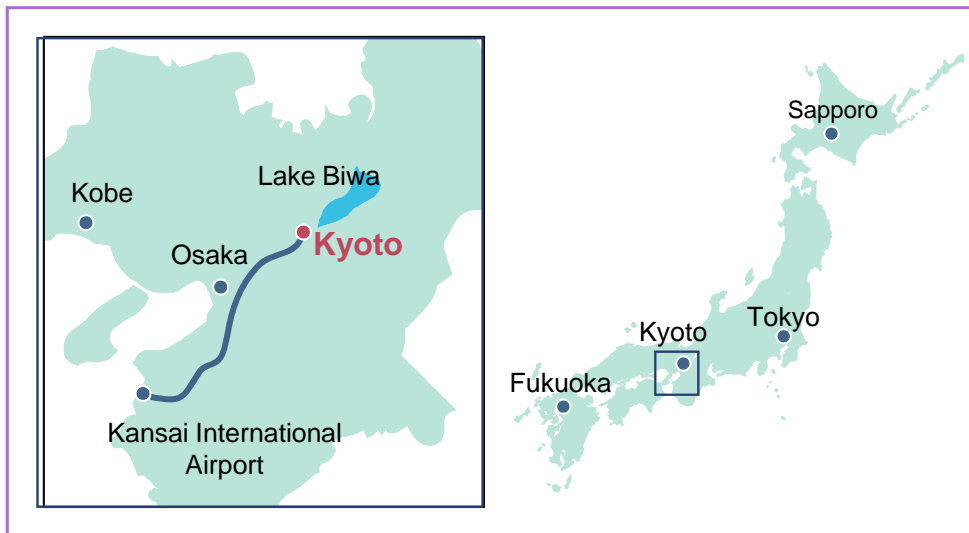 Lake Biwa
Kobe
Kyoto
Osaka
Kansai International
Airport
Sapporo
Tokyo
Kyoto
Fukuoka